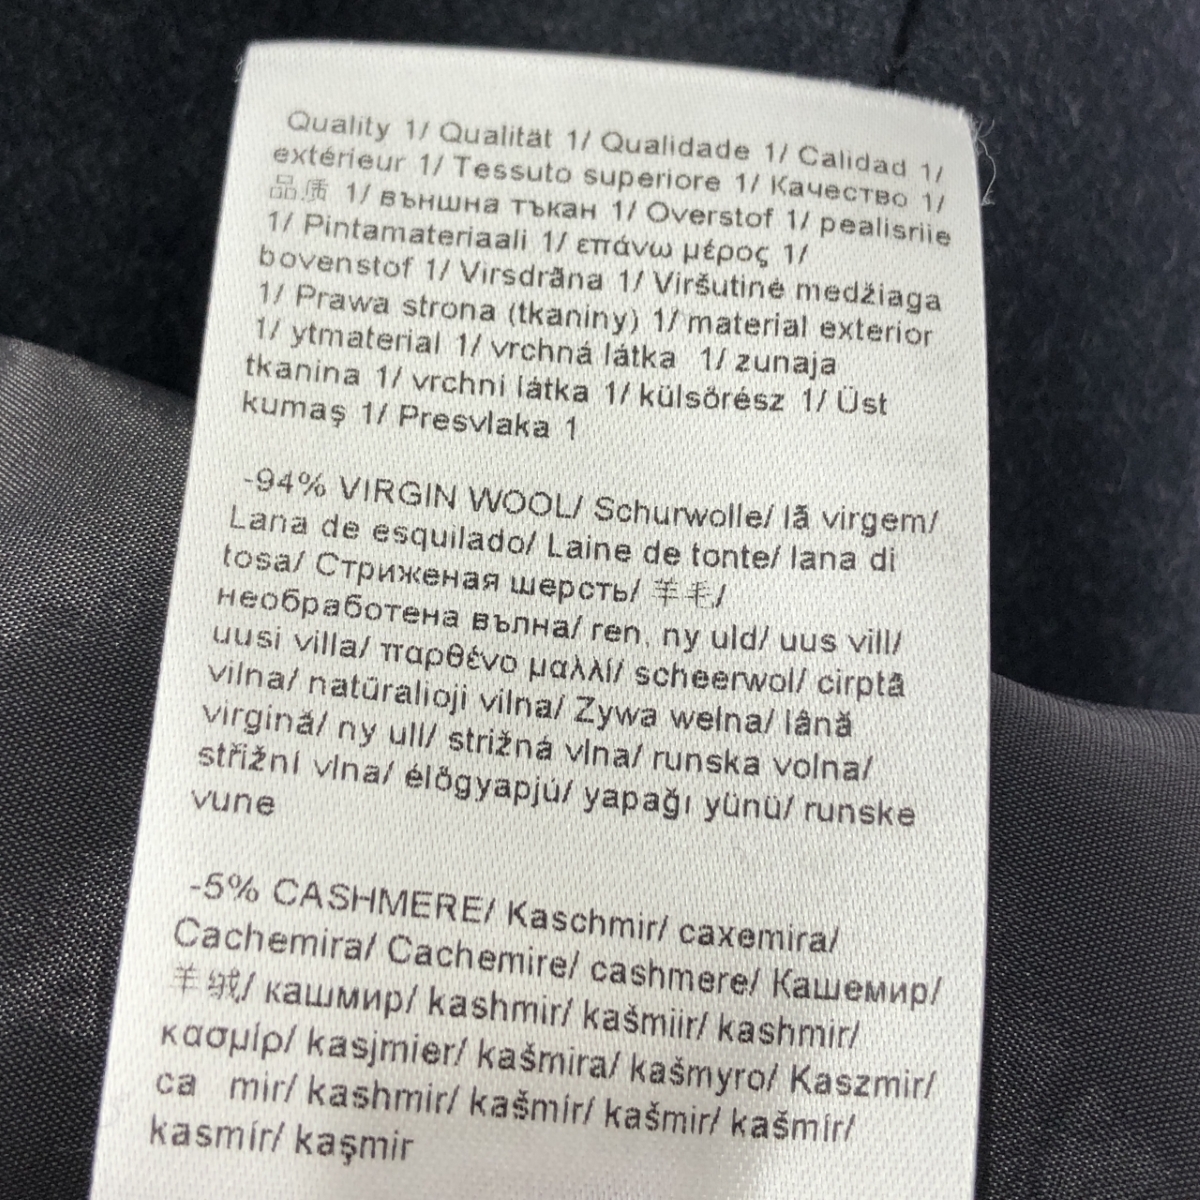 Quality 1/ Qualität 1/ Qualidade 1/ Calidad 1/
extérieur 1/ Tessuto superiore 1/ Качество 1/
品质 1/ външна тъкан 1/ Overstof 1/ pealisriie
1/ Pintamateriaali 1/ επάνω μέρος 1/
bovenstof 1/ Virsdrāna 1/ Viršutinė medžiaga
1/ Prawa strona (tkaniny) 1/ material exterior
1/ ytmaterial 1/ vrchná látka 1/ zunaja
tkanina 1/ vrchni látka 1/ külsőrész 1/ Üst
kumaş 1/ Presvlaka 1
-94% VIRGIN WOOL/ Schurwolle/ lã virgem/
Lana de esquilado/ Laine de tonte/ lana di
tosa/ Стриженая шерсть/ 羊毛/
необработена вълна/ ren, ny uld/ uus vill/
uusi villa/ παρθένο μαλλί/ scheerwol/ cirptā
vilna/ natūralioji vilna/ Zywa welna/ lână
virgină/ ny ull/ strižná vlna/ runska volna/
střižní vlna/ élőgyapjú/ yapağı yünü/ runske
vune
-5% CASHMERE/ Kaschmir/ caxemira/
Cachemira/ Cachemire/ cashmere/ Кашемир/
羊绒/ кашмир/ kashmir/ kašmiir/ kashmir/
κασμίρ/ kasjmier/ kašmira/ kašmyro/ Kaszmir/
ca mir/ kashmir/ kašmír/ kašmir/ kašmír/
kasmír/ kaşmir